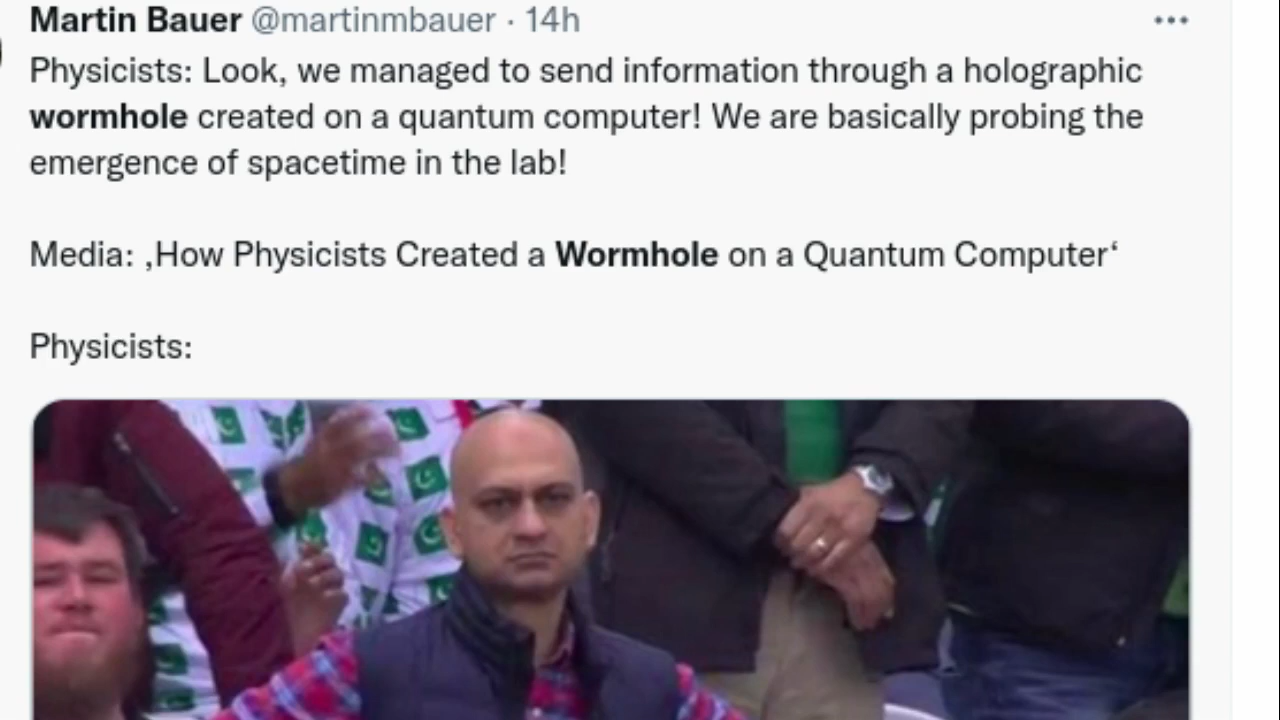 Martin Bauer @martinmbauer · 14h
Physicists: Look, we managed to send information through a holographic
wormhole created on a quantum computer! We are basically probing the
emergence of spacetime in the lab!
Media: ‚How Physicists Created a Wormhole on a Quantum Computer‘
Physicists: